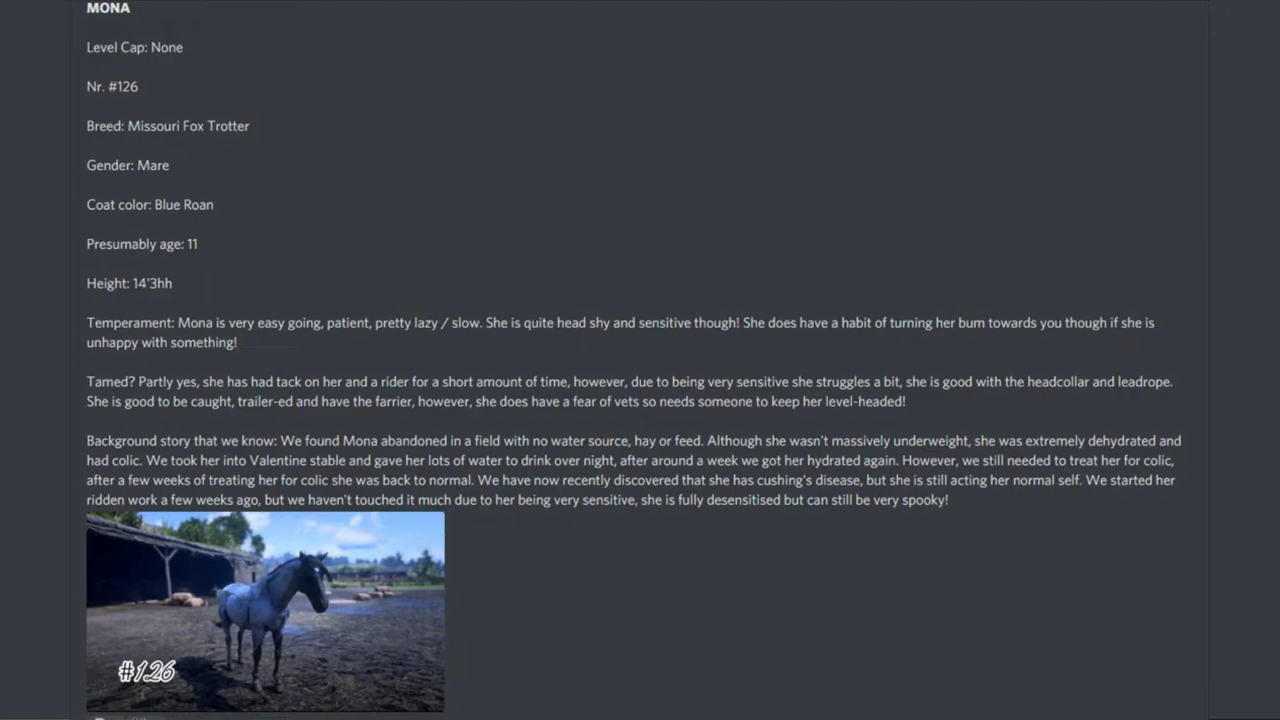 MONA
Level Cap: None
Nr. #126
Breed: Missouri Fox Trotter
Gender: Mare
Coat color: Blue Roan
Presumably age: 11
Height: 14'3hh
Temperament: Mona is very easy going, patient, pretty lazy / slow. She is quite head shy and sensitive though! She does have a habit of turning her bum towards you though if she is
unhappy with something!
Tamed? Partly yes, she has had tack on her and a rider for a short amount of time, however, due to being very sensitive she struggles a bit, she is good with the headcollar and leadrope.
She is good to be caught, trailer-ed and have the farrier, however, she does have a fear of vets so needs someone to keep her level-headed!
Background story that we know: We found Mona abandoned in a field with no water source, hay or feed. Although she wasn't massively underweight, she was extremely dehydrated and
had colic. We took her into Valentine stable and gave her lots of water to drink over night, after around a week we got her hydrated again. However, we still needed to treat her for colic,
after a few weeks of treating her for colic she was back to normal. We have now recently discovered that she has cushing's disease, but she is still acting her normal self. We started her
ridden work a few weeks ago, but we haven't touched it much due to her being very sensitive, she is fully desensitised but can still be very spooky!
#126